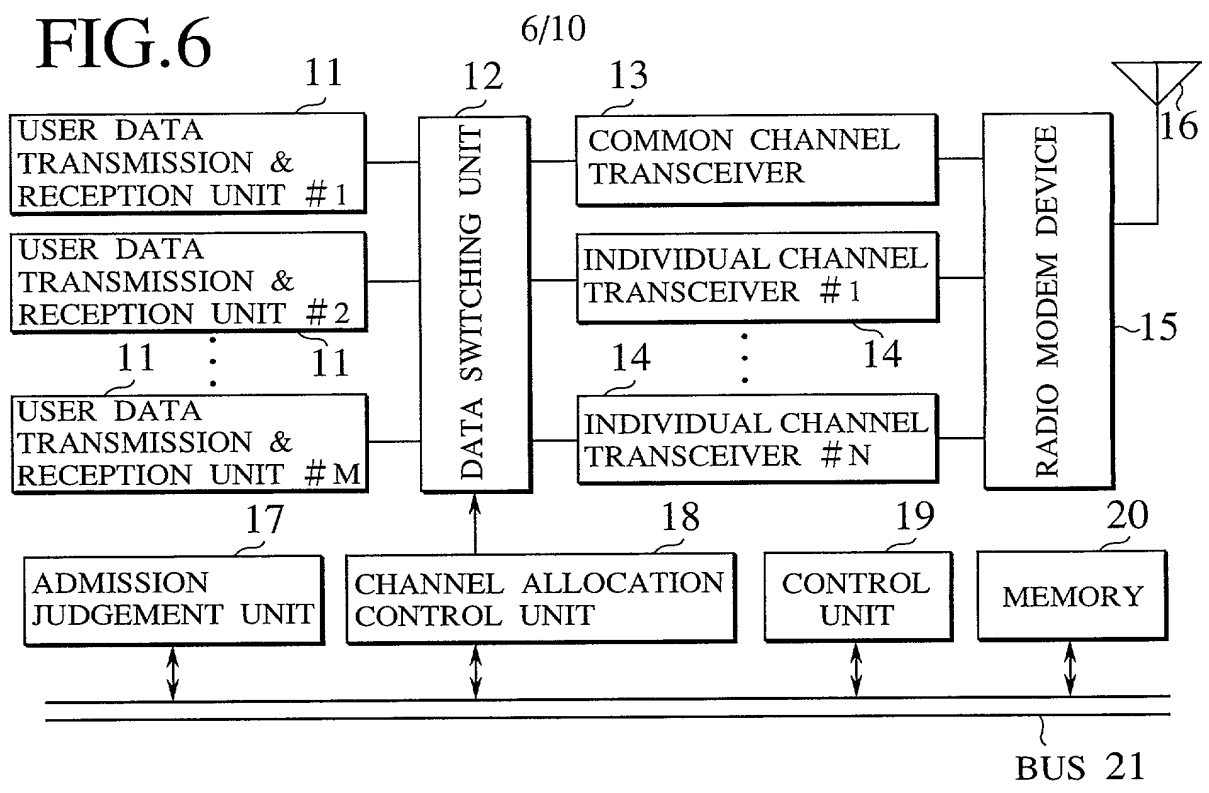 FIG.6
6/10
11
12
13
16
USER DATA
TRANSMISSION &
RECEPTION UNIT #1
DATA SWITCHING UNIT
COMMON CHANNEL
TRANSCEIVER
RADIO MODEM DEVICE
USER DATA
TRANSMISSION &
RECEPTION UNIT #2
INDIVIDUAL CHANNEL
TRANSCEIVER #1
15
11
11
14
14
USER DATA
TRANSMISSION &
RECEPTION UNIT #M
INDIVIDUAL CHANNEL
TRANSCEIVER #N
17
18
19
20
ADMISSION
JUDGEMENT UNIT
CHANNEL ALLOCATION
CONTROL UNIT
CONTROL
UNIT
MEMORY
BUS 21